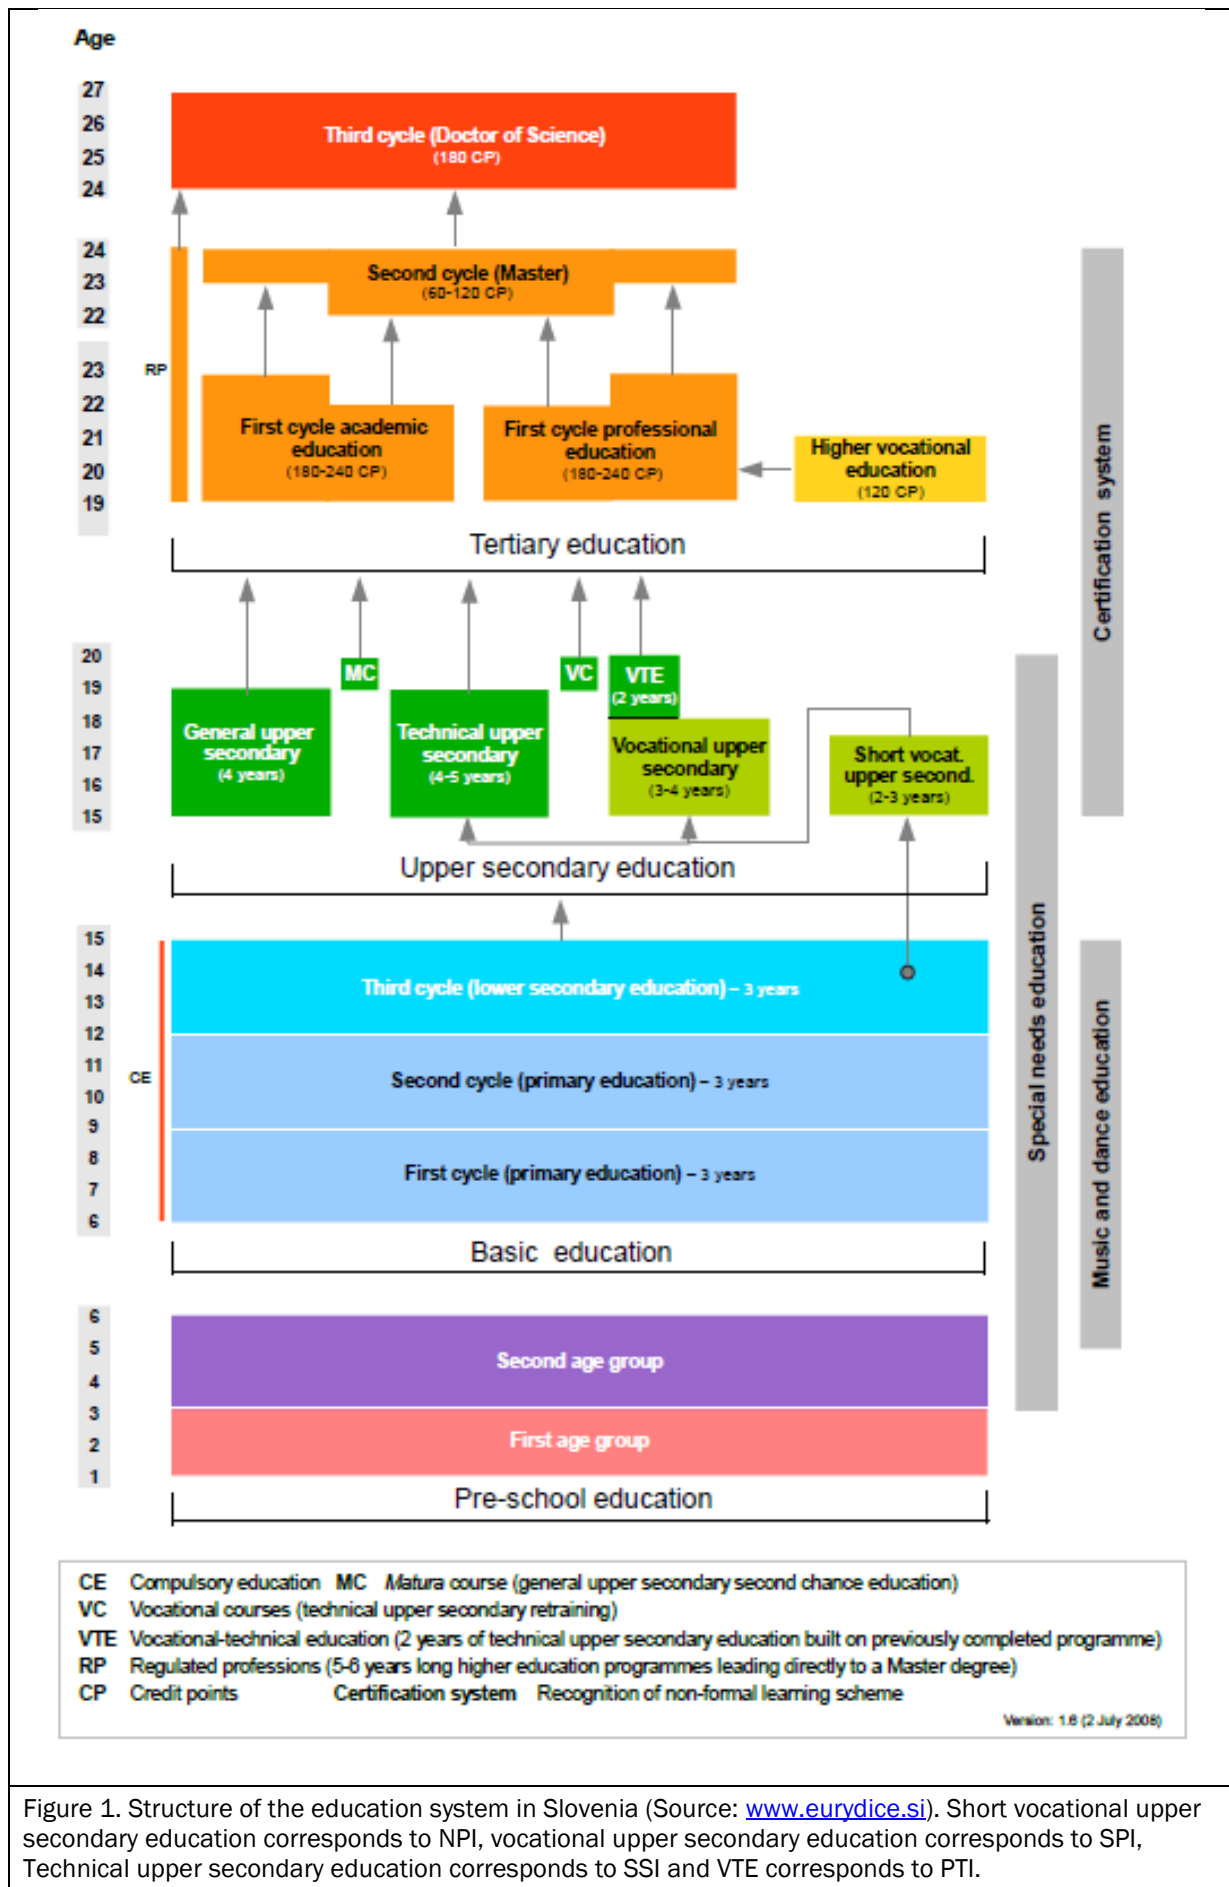 Age
27
26
25
24
Third cycle (Doctor of Science)
(180 CP)
24
23
22
Second cycle (Master)
(60-120 CP)
23
22
21
20
19
RP
First cycle academic
education
(180-240 CP)
First cycle professional
education
(180-240 CP)
Higher vocational
education
(120 CP)
Tertiary education
Certification system
20
19
18
17
16
15
MC
VC
VTE
(2 years)
General upper
secondary
(4 years)
Technical upper
secondary
(4-5 years)
Vocational upper
secondary
(3-4 years)
Short vocat.
upper second.
(2-3 years)
Upper secondary education
Special needs education
15
14
13
12
11
10
9
8
7
6
CE
Third cycle (lower secondary education) – 3 years
Second cycle (primary education) – 3 years
First cycle (primary education) – 3 years
Basic education
Music and dance education
6
5
4
3
2
1
Second age group
First age group
Pre-school education
CE Compulsory education MC Matura course (general upper secondary second chance education)
VC Vocational courses (technical upper secondary retraining)
VTE Vocational-technical education (2 years of technical upper secondary education built on previously completed programme)
RP Regulated professions (5-6 years long higher education programmes leading directly to a Master degree)
CP Credit points Certification system Recognition of non-formal learning scheme
Version: 1.6 (2 July 2008)
Figure 1. Structure of the education system in Slovenia (Source: www.eurydice.si). Short vocational upper
secondary education corresponds to NPI, vocational upper secondary education corresponds to SPI,
Technical upper secondary education corresponds to SSI and VTE corresponds to PTI.